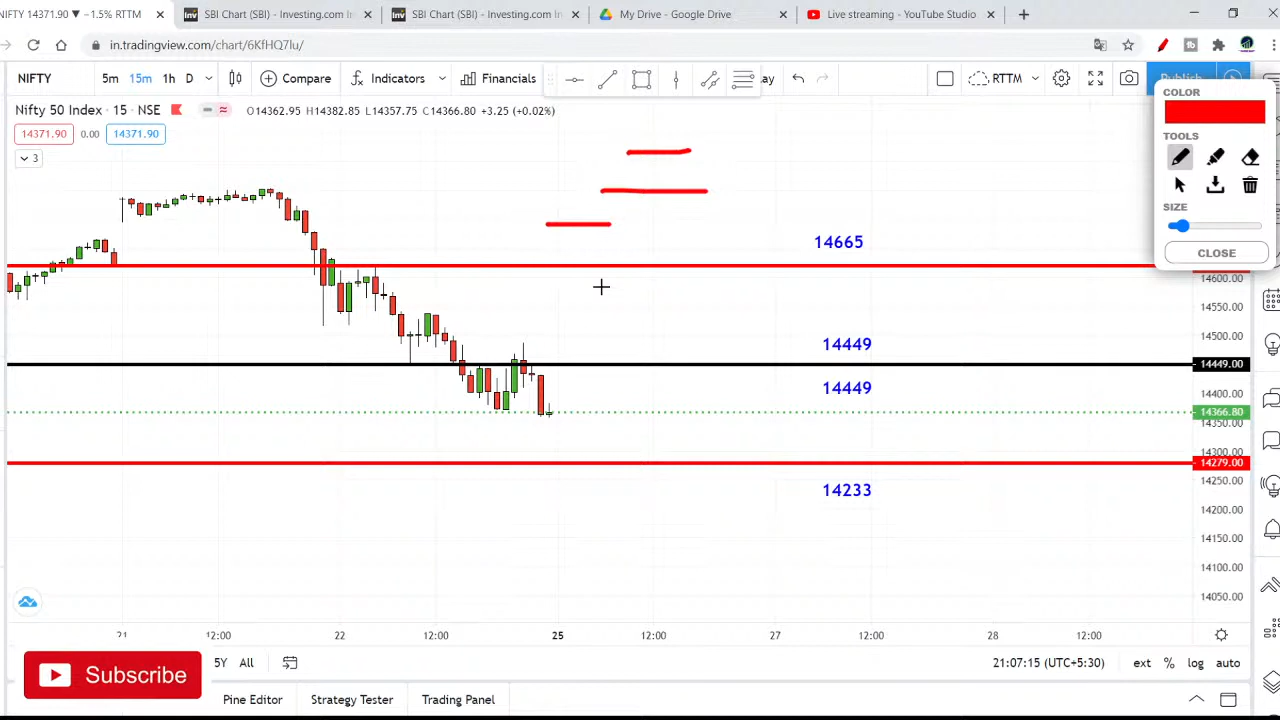 NIFTY 14371.90 ▼ −1.5% RTTM
SBI Chart (SBI) - Investing.com In
SBI Chart (SBI) - Investing.com In
My Drive - Google Drive
Live streaming - YouTube Studio
in.tradingview.com/chart/6KfHQ7lu/
NIFTY 5m 15m 1h D Compare Indicators Financials RTTM Publish
Nifty 50 Index · 15 · NSE O14362.95 H14382.85 L14357.75 C14366.80 +3.25 (+0.02%)
14371.90 0.00 14371.90
3
COLOR
TOOLS
SIZE
CLOSE
14665
14600.00
14550.00
14500.00
14449
14449.00
14449
14400.00
14366.80
14350.00
14300.00
14279.00
14233
14250.00
14200.00
14150.00
14100.00
14050.00
21 12:00 22 12:00 25 12:00 27 12:00 28 12:00
Subscribe
5Y All 21:07:15 (UTC+5:30) ext % log auto
Pine Editor Strategy Tester Trading Panel